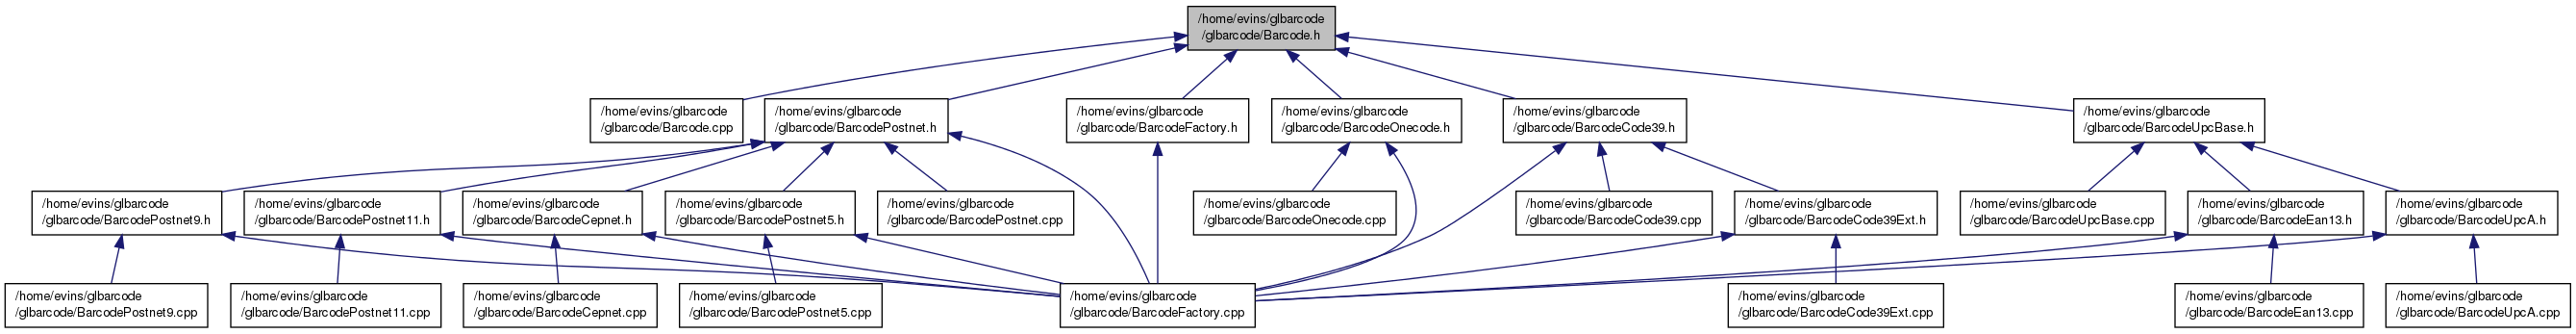 /home/evins/glbarcode
/glbarcode/Barcode.h
/home/evins/glbarcode
/glbarcode/Barcode.cpp
/home/evins/glbarcode
/glbarcode/BarcodePostnet.h
/home/evins/glbarcode
/glbarcode/BarcodeFactory.h
/home/evins/glbarcode
/glbarcode/BarcodeOnecode.h
/home/evins/glbarcode
/glbarcode/BarcodeCode39.h
/home/evins/glbarcode
/glbarcode/BarcodeUpcBase.h
/home/evins/glbarcode
/glbarcode/BarcodePostnet9.h
/home/evins/glbarcode
/glbarcode/BarcodePostnet11.h
/home/evins/glbarcode
/glbarcode/BarcodeCepnet.h
/home/evins/glbarcode
/glbarcode/BarcodePostnet5.h
/home/evins/glbarcode
/glbarcode/BarcodePostnet.cpp
/home/evins/glbarcode
/glbarcode/BarcodeOnecode.cpp
/home/evins/glbarcode
/glbarcode/BarcodeCode39.cpp
/home/evins/glbarcode
/glbarcode/BarcodeCode39Ext.h
/home/evins/glbarcode
/glbarcode/BarcodeUpcBase.cpp
/home/evins/glbarcode
/glbarcode/BarcodeEan13.h
/home/evins/glbarcode
/glbarcode/BarcodeUpcA.h
/home/evins/glbarcode
/glbarcode/BarcodePostnet9.cpp
/home/evins/glbarcode
/glbarcode/BarcodePostnet11.cpp
/home/evins/glbarcode
/glbarcode/BarcodeCepnet.cpp
/home/evins/glbarcode
/glbarcode/BarcodePostnet5.cpp
/home/evins/glbarcode
/glbarcode/BarcodeFactory.cpp
/home/evins/glbarcode
/glbarcode/BarcodeCode39Ext.cpp
/home/evins/glbarcode
/glbarcode/BarcodeEan13.cpp
/home/evins/glbarcode
/glbarcode/BarcodeUpcA.cpp